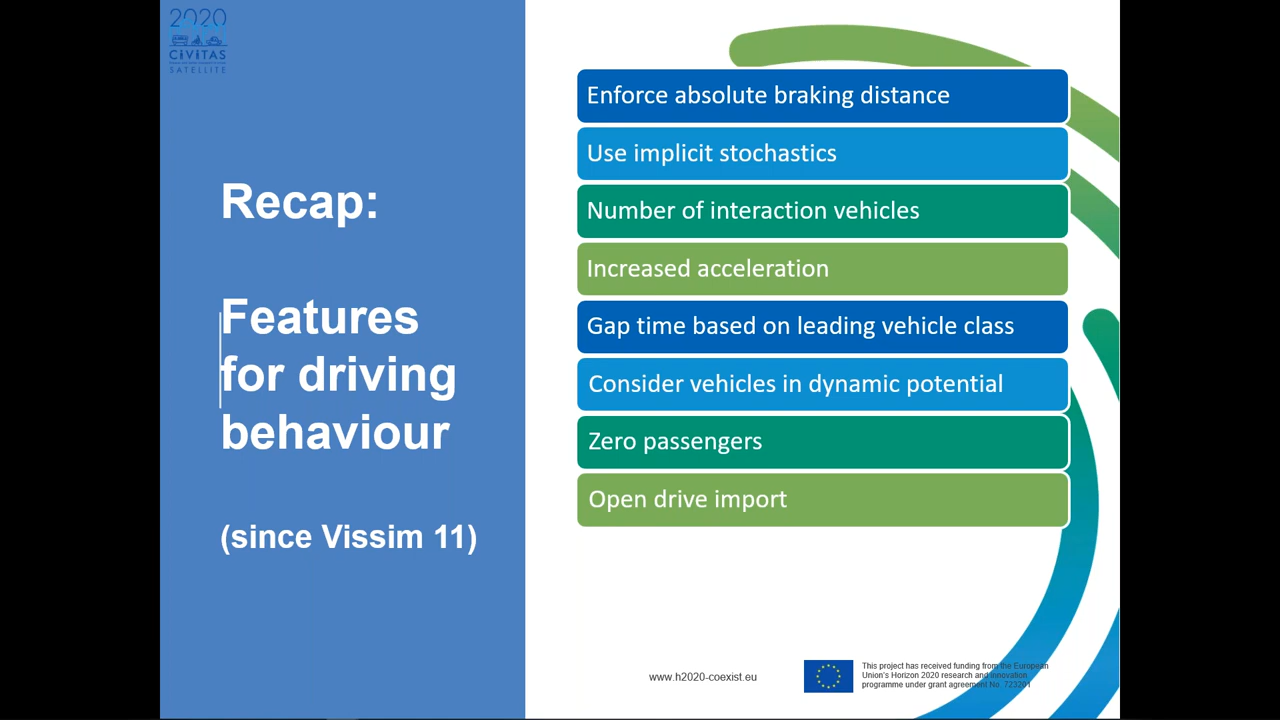 2020
CIVITAS
SATELLITE
Recap:
Features
for driving
behaviour
(since Vissim 11)
Enforce absolute braking distance
Use implicit stochastics
Number of interaction vehicles
Increased acceleration
Gap time based on leading vehicle class
Consider vehicles in dynamic potential
Zero passengers
Open drive import
www.h2020-coexist.eu
This project has received funding from the European
Union's Horizon 2020 research and innovation
programme under grant agreement No 723201